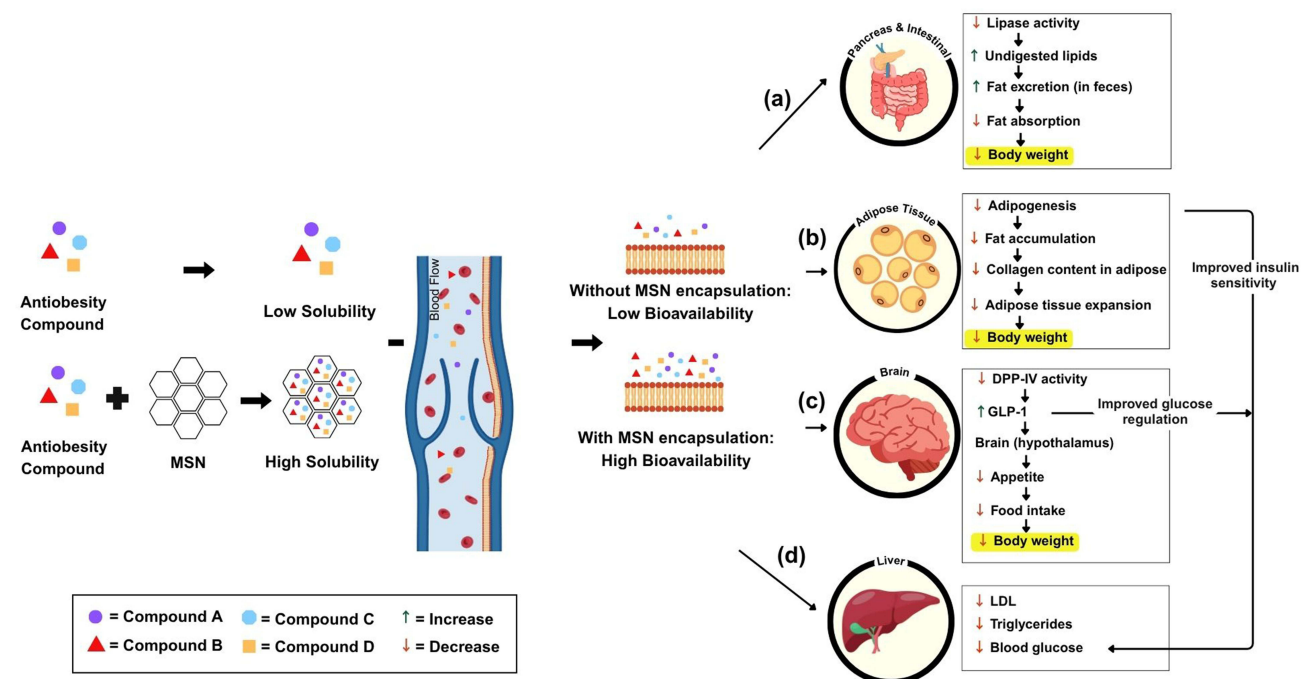 Antiobesity
Compound
Low Solubility
Antiobesity
Compound
MSN
High Solubility
Blood Flow
Without MSN encapsulation:
Low Bioavailability
With MSN encapsulation:
High Bioavailability
(a)
Pancreas & Intestinal
↓ Lipase activity
↑ Undigested lipids
↑ Fat excretion (in feces)
↓ Fat absorption
↓ Body weight
(b)
Adipose Tissue
↓ Adipogenesis
↓ Fat accumulation
↓ Collagen content in adipose
↓ Adipose tissue expansion
↓ Body weight
Improved insulin
sensitivity
(c)
Brain
↓ DPP-IV activity
↑ GLP-1
Improved glucose
regulation
Brain (hypothalamus)
↓ Appetite
↓ Food intake
↓ Body weight
(d)
Liver
↓ LDL
↓ Triglycerides
↓ Blood glucose
= Compound A
= Compound C
↑ = Increase
= Compound B
= Compound D
↓ = Decrease